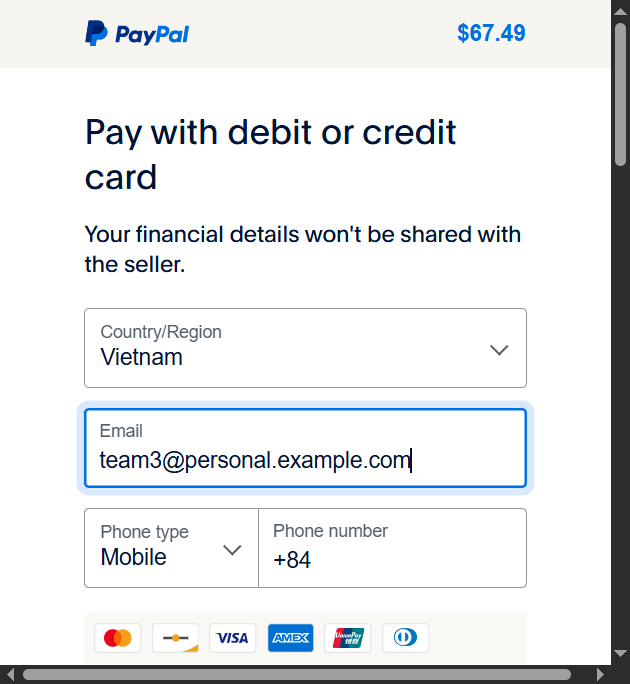 PayPal
$67.49
Pay with debit or credit
card
Your financial details won't be shared with
the seller.
Country/Region
Vietnam
Email
team3@personal.example.com
Phone type
Mobile
Phone number
+84
VISA
AMEX
UnionPay
银联